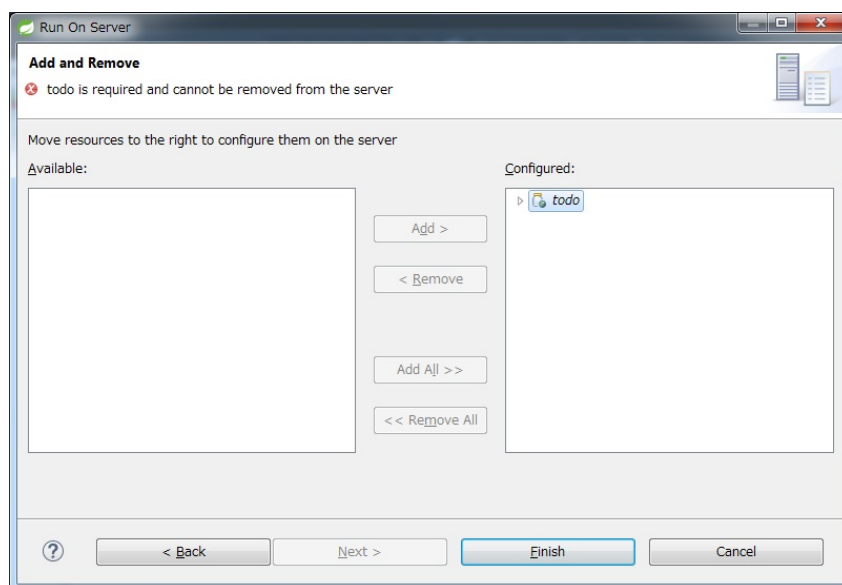 Run On Server
Add and Remove
todo is required and cannot be removed from the server
Move resources to the right to configure them on the server
Available:
Configured:
todo
Add >
< Remove
Add All >>
<< Remove All
?
< Back
Next >
Finish
Cancel